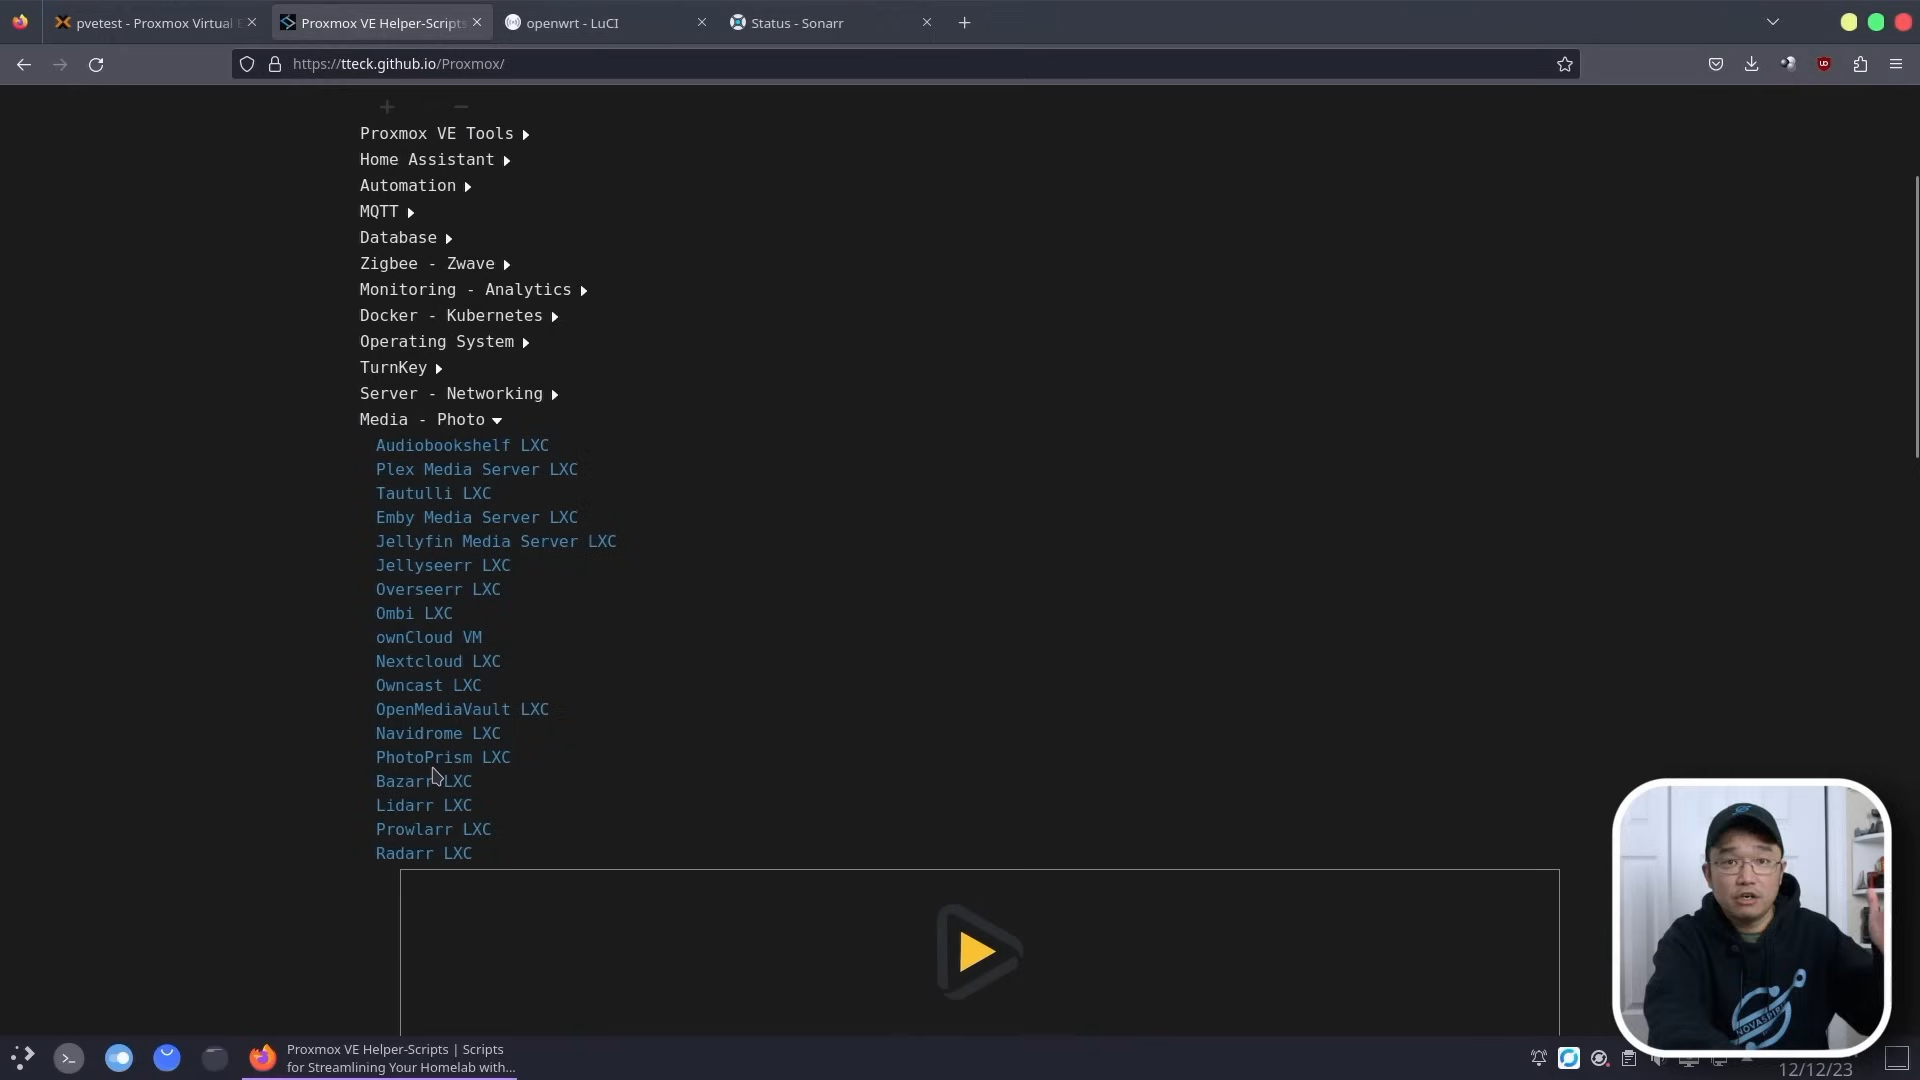 pvetest - Proxmox Virtual E
Proxmox VE Helper-Scripts
openwrt - LuCI
Status - Sonarr
https://tteck.github.io/Proxmox/
+ −
Proxmox VE Tools
Home Assistant
Automation
MQTT
Database
Zigbee - Zwave
Monitoring - Analytics
Docker - Kubernetes
Operating System
TurnKey
Server - Networking
Media - Photo
Audiobookshelf LXC
Plex Media Server LXC
Tautulli LXC
Emby Media Server LXC
Jellyfin Media Server LXC
Jellyseerr LXC
Overseerr LXC
Ombi LXC
ownCloud VM
Nextcloud LXC
Owncast LXC
OpenMediaVault LXC
Navidrome LXC
PhotoPrism LXC
Bazarr LXC
Lidarr LXC
Prowlarr LXC
Radarr LXC
NOVASPIRIT
Proxmox VE Helper-Scripts | Scripts
for Streamlining Your Homelab with...
12/12/23